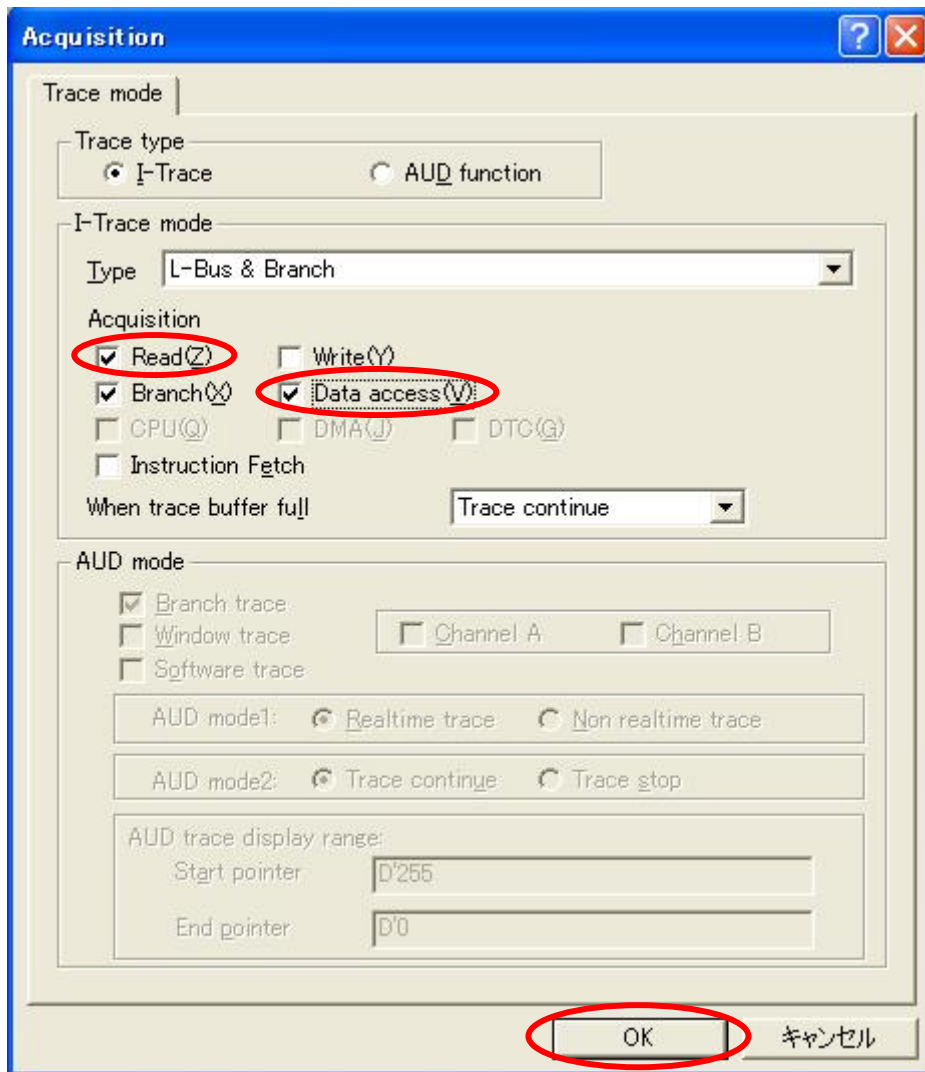 Acquisition
Trace mode
Trace type
I-Trace AUD function
I-Trace mode
Type L-Bus & Branch
Acquisition
Read(Z) Write(Y)
Branch(X) Data access(V)
CPU(Q) DMA(J) DTC(G)
Instruction Fetch
When trace buffer full Trace continue
AUD mode
Branch trace
Window trace Channel A Channel B
Software trace
AUD mode1: Realtime trace Non realtime trace
AUD mode2: Trace continue Trace stop
AUD trace display range:
Start pointer D'255
End pointer D'0
OK キャンセル